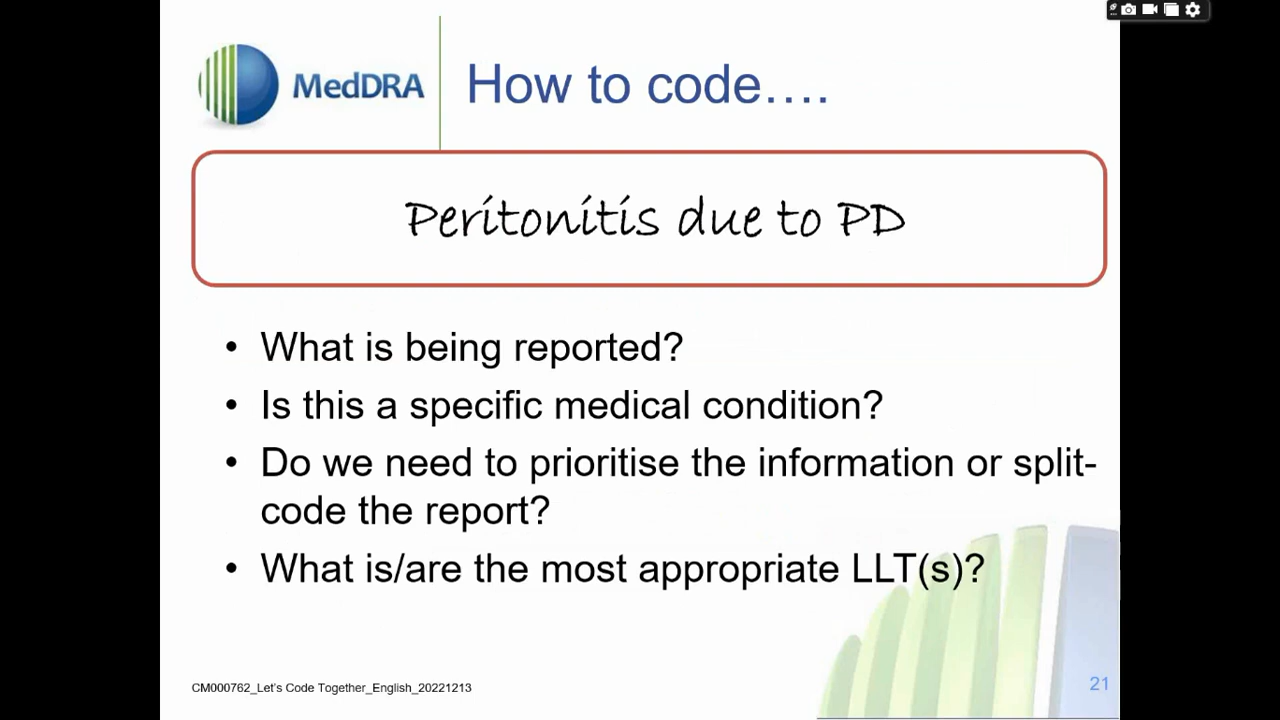 MedDRA
How to code….
Peritonitis due to PD
• What is being reported?
• Is this a specific medical condition?
• Do we need to prioritise the information or split-
code the report?
• What is/are the most appropriate LLT(s)?
CM000762_Let's Code Together_English_20221213
21